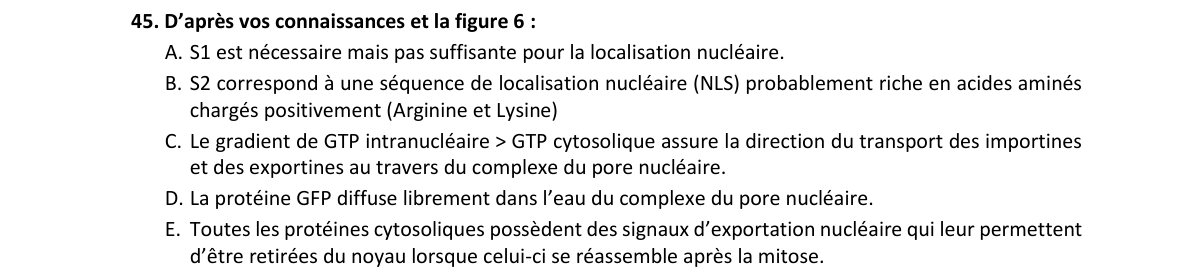 45. D’après vos connaissances et la figure 6 :
A. S1 est nécessaire mais pas suffisante pour la localisation nucléaire.
B. S2 correspond à une séquence de localisation nucléaire (NLS) probablement riche en acides aminés
chargés positivement (Arginine et Lysine)
C. Le gradient de GTP intranucléaire > GTP cytosolique assure la direction du transport des importines
et des exportines au travers du complexe du pore nucléaire.
D. La protéine GFP diffuse librement dans l’eau du complexe du pore nucléaire.
E. Toutes les protéines cytosoliques possèdent des signaux d’exportation nucléaire qui leur permettent
d’être retirées du noyau lorsque celui-ci se réassemble après la mitose.